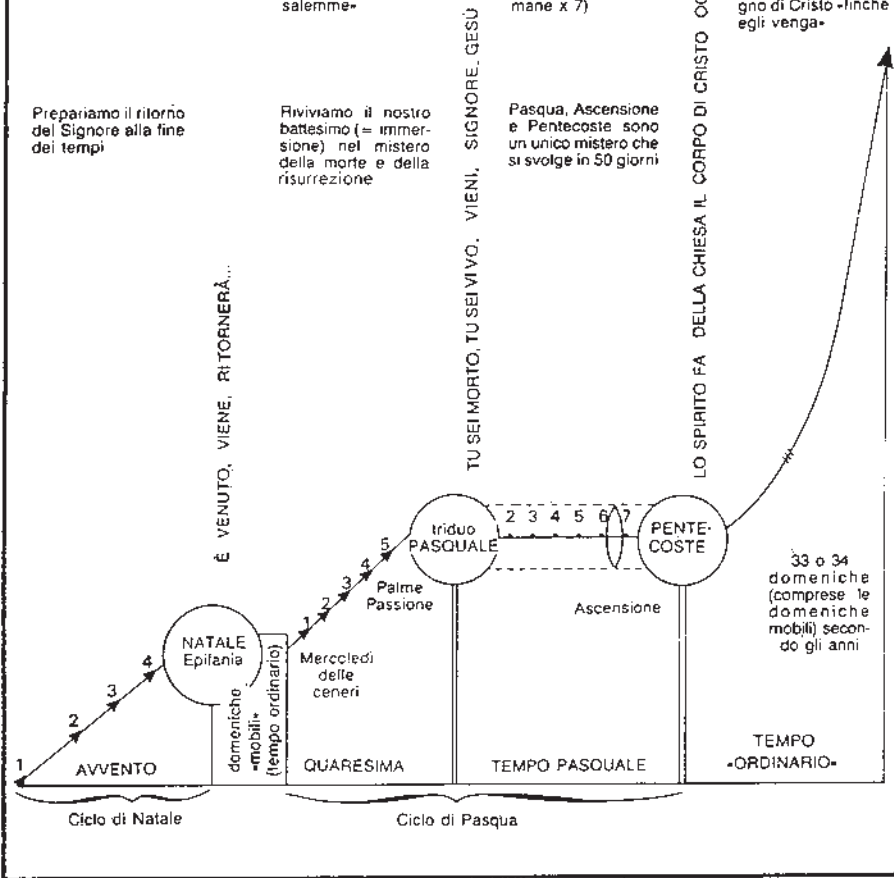 salemme»
mane x 7)
gno di Cristo «finché
egli venga»
Prepariamo il ritorno
del Signore alla fine
dei tempi
Riviviamo il nostro
battesimo (= immer-
sione) nel mistero
della morte e della
risurrezione
Pasqua, Ascensione
e Pentecoste sono
un unico mistero che
si svolge in 50 giorni
È VENUTO, VIENE, RITORNERÀ...
TU SEI MORTO, TU SEI VIVO, VIENI, SIGNORE GESÙ
LO SPIRITO FA DELLA CHIESA IL CORPO DI CRISTO
1
2
3
4
NATALE
Epifania
1
2
3
4
5
Palme
Passione
Mercoledì
delle
ceneri
triduo
PASQUALE
2 3 4 5 6 7
PENTE-
COSTE
Ascensione
33 o 34
domeniche
(comprese le
domeniche
mobili) secon-
do gli anni
AVVENTO
domeniche
«mobili»
(tempo ordinario)
QUARESIMA
TEMPO PASQUALE
TEMPO
«ORDINARIO»
Ciclo di Natale
Ciclo di Pasqua